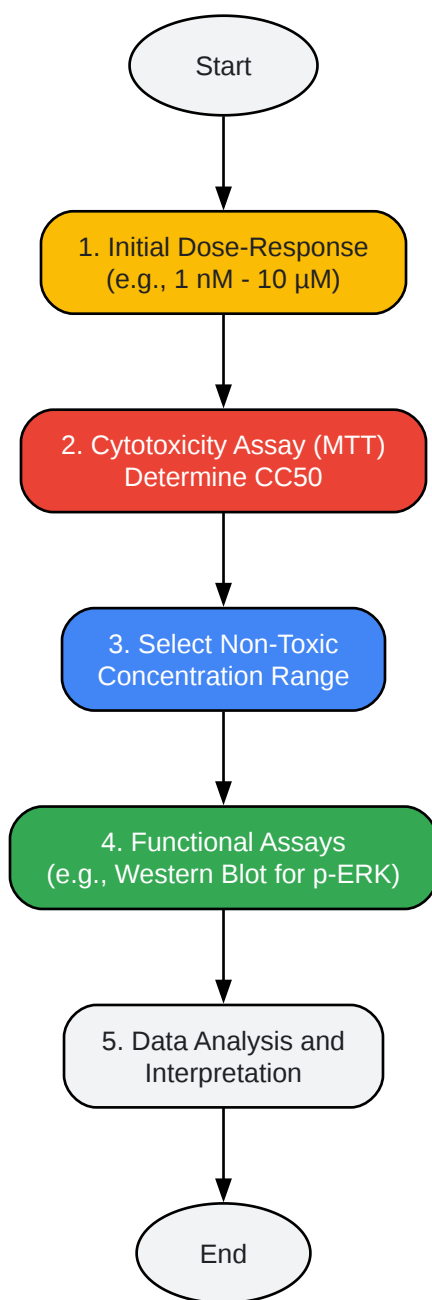 Start
1. Initial Dose-Response
(e.g., 1 nM - 10 µM)
2. Cytotoxicity Assay (MTT)
Determine CC50
3. Select Non-Toxic
Concentration Range
4. Functional Assays
(e.g., Western Blot for p-ERK)
5. Data Analysis and
Interpretation
End